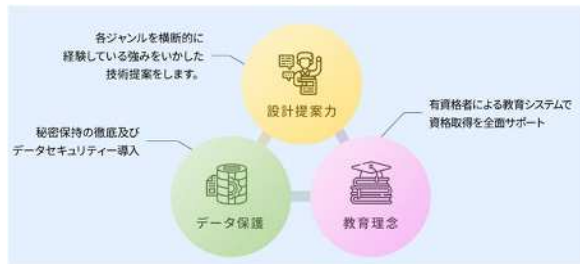 各ジャンルを横断的に
経験している強みをいかした
技術提案をします。
設計提案力
有資格者による教育システムで
資格取得を全面サポート
秘密保持の徹底及び
データセキュリティー導入
データ保護
教育理念